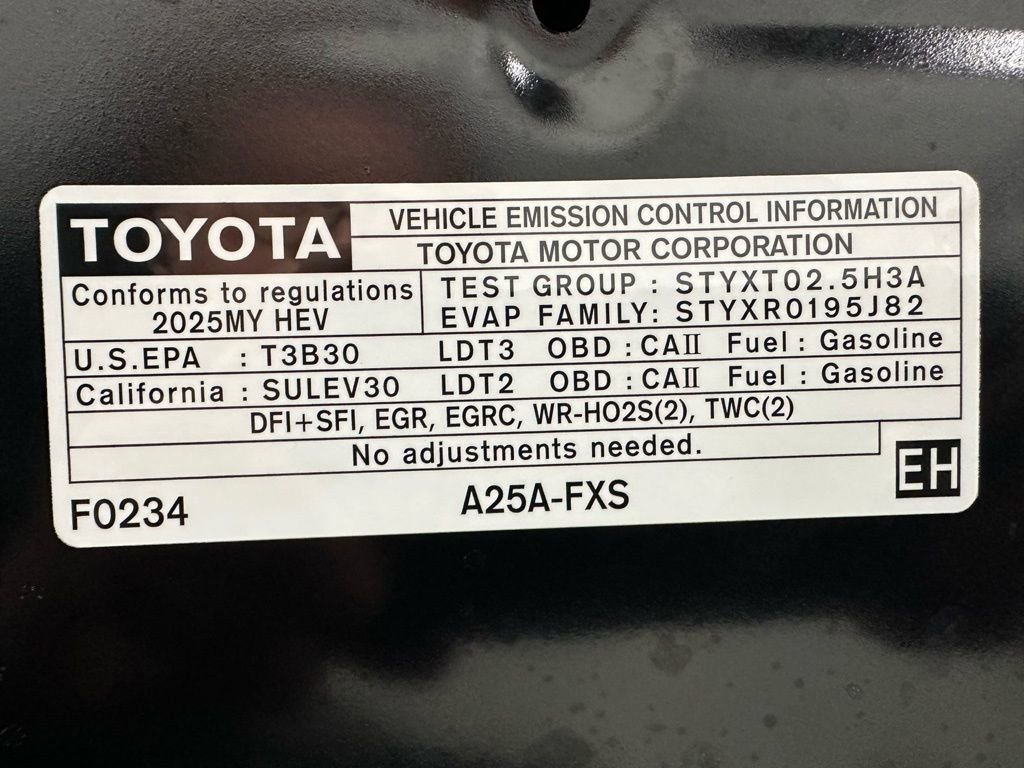 TOYOTA
VEHICLE EMISSION CONTROL INFORMATION
TOYOTA MOTOR CORPORATION
Conforms to regulations
2025MY HEV
TEST GROUP : STYXT02.5H3A
EVAP FAMILY: STYXR0195J82
U.S.EPA : T3B30 LDT3 OBD : CAII Fuel : Gasoline
California : SULEV30 LDT2 OBD : CAII Fuel : Gasoline
DFI+SFI, EGR, EGRC, WR-HO2S(2), TWC(2)
No adjustments needed.
EH
F0234 A25A-FXS